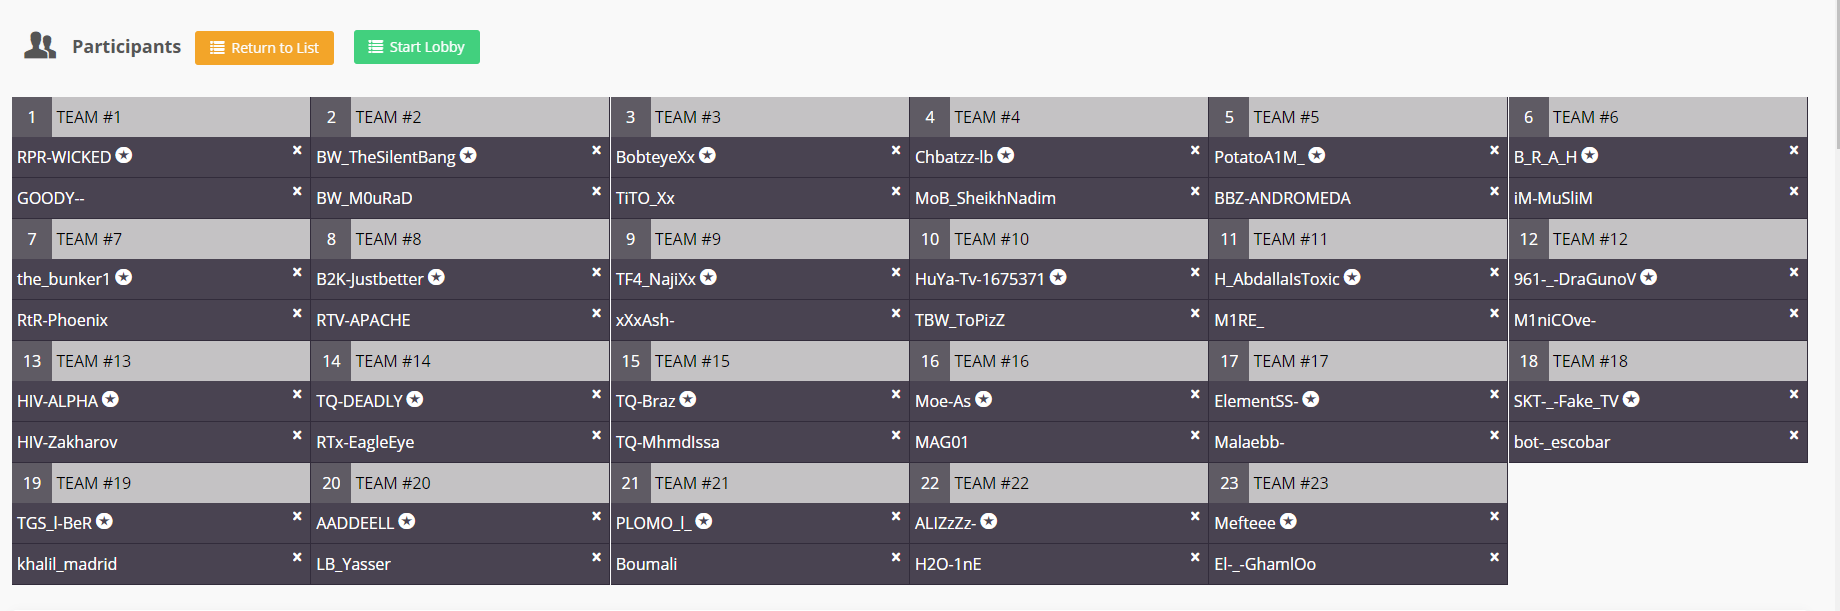 Participants Return to List Start Lobby
1 TEAM #1 2 TEAM #2 3 TEAM #3 4 TEAM #4 5 TEAM #5 6 TEAM #6
RPR-WICKED BW_TheSilentBang BobteyeXx Chbatzz-lb PotatoA1M_ B_R_A_H
GOODY-- BW_M0uRaD TiTO_Xx MoB_SheikhNadim BBZ-ANDROMEDA iM-MuSliM
7 TEAM #7 8 TEAM #8 9 TEAM #9 10 TEAM #10 11 TEAM #11 12 TEAM #12
the_bunker1 B2K-Justbetter TF4_NajiXx HuYa-Tv-1675371 H_AbdallaIsToxic 961-_-DraGunoV
RtR-Phoenix RTV-APACHE xXxAsh- TBW_ToPizZ M1RE_ M1niCOve-
13 TEAM #13 14 TEAM #14 15 TEAM #15 16 TEAM #16 17 TEAM #17 18 TEAM #18
HIV-ALPHA TQ-DEADLY TQ-Braz Moe-As ElementSS- SKT-_-Fake_TV
HIV-Zakharov RTx-EagleEye TQ-MhmdIssa MAG01 Malaebb- bot-_escobar
19 TEAM #19 20 TEAM #20 21 TEAM #21 22 TEAM #22 23 TEAM #23
TGS_l-BeR AADDEELL PLOMO_l_ ALIZzZz- Mefteee
khalil_madrid LB_Yasser Boumali H2O-1nE El-_-GhamlOo